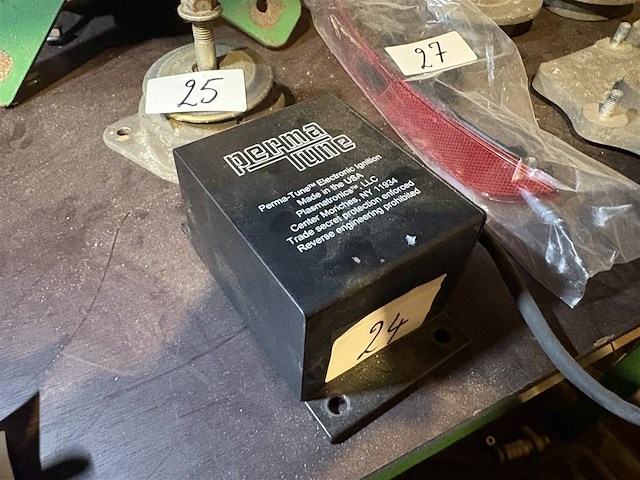 25
27
perma
Tune
Perma-Tune™ Electronic Ignition
Made in the USA
Plasmatronics™ LLC
Center Moriches, NY 11934
Trade secret protection enforced
Reverse engineering prohibited
24